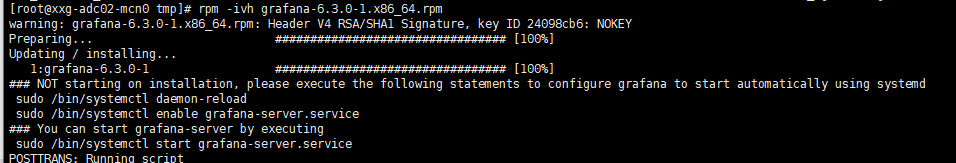 [root@xxg-adc02-mcn0 tmp]# rpm -ivh grafana-6.3.0-1.x86_64.rpm
warning: grafana-6.3.0-1.x86_64.rpm: Header V4 RSA/SHA1 Signature, key ID 24098cb6: NOKEY
Preparing... ################################# [100%]
Updating / installing...
1:grafana-6.3.0-1 ################################# [100%]
### NOT starting on installation, please execute the following statements to configure grafana to start automatically using systemd
sudo /bin/systemctl daemon-reload
sudo /bin/systemctl enable grafana-server.service
### You can start grafana-server by executing
sudo /bin/systemctl start grafana-server.service
POSTTRANS: Running script